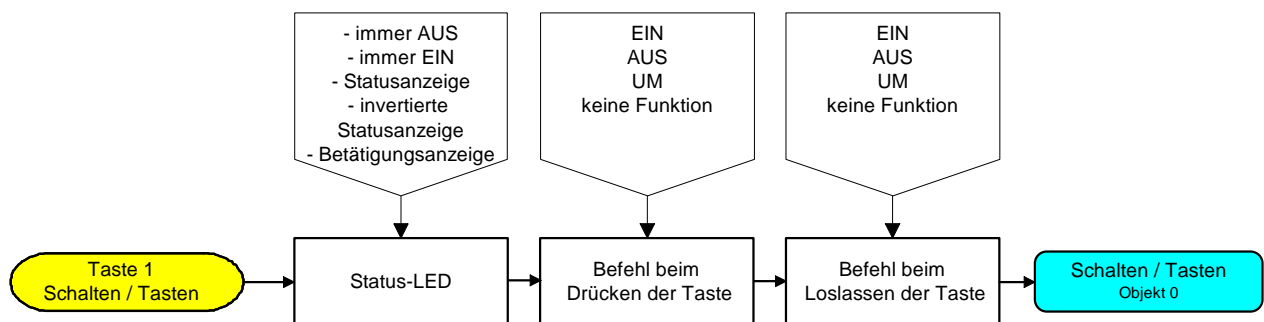 - immer AUS
- immer EIN
- Statusanzeige
- invertierte
Statusanzeige
- Betätigungsanzeige
EIN
AUS
UM
keine Funktion
EIN
AUS
UM
keine Funktion
Taste 1
Schalten / Tasten
Status-LED
Befehl beim
Drücken der Taste
Befehl beim
Loslassen der Taste
Schalten / Tasten
Objekt 0